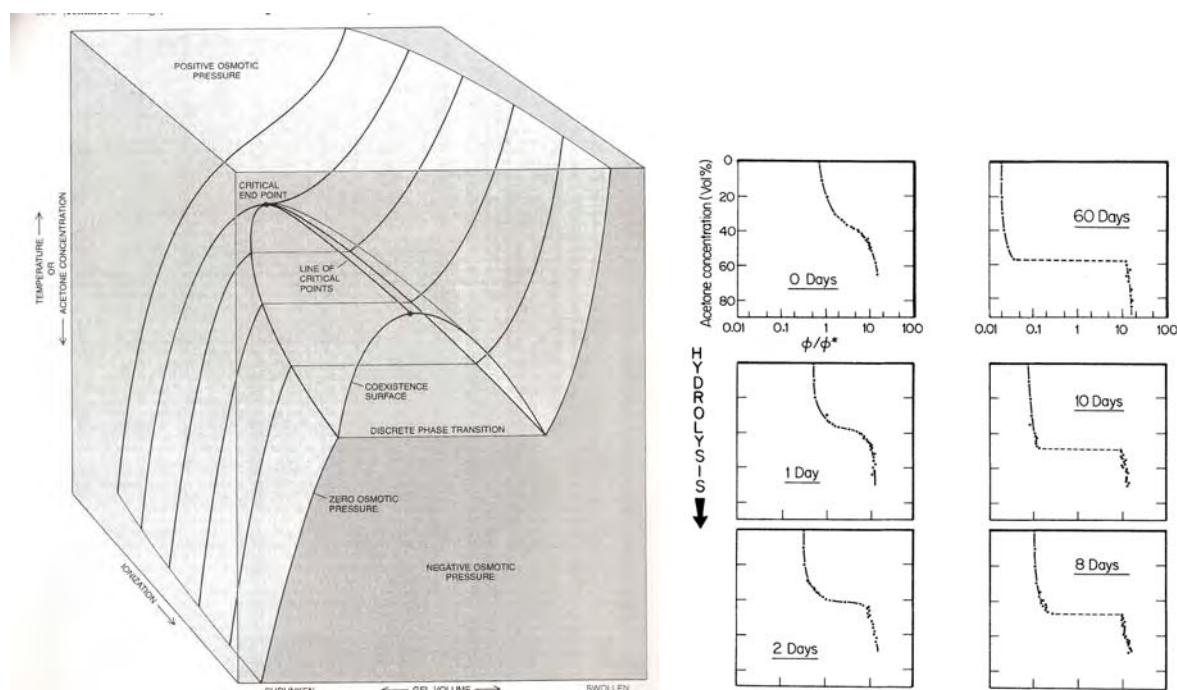 POSITIVE OSMOTIC
PRESSURE
CRITICAL
END POINT
LINE OF
CRITICAL
POINTS
COEXISTENCE
SURFACE
DISCRETE PHASE TRANSITION
ZERO OSMOTIC
PRESSURE
NEGATIVE OSMOTIC
PRESSURE
TEMPERATURE →
OR
← ACETONE CONCENTRATION
IONIZATION →
← GEL VOLUME →
SWOLLEN
Acetone concentration (Vol %)
0
20
40
60
80
0 Days
0.01 0.1 1 10 100
φ/φ*
60 Days
0.01 0.1 1 10 100
HYDROLYSIS
1 Day
10 Days
2 Days
8 Days